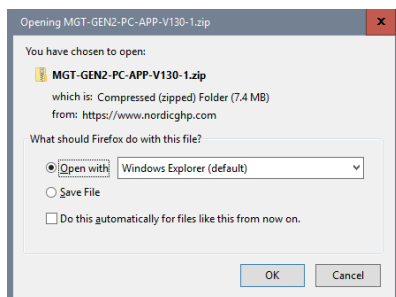 Opening MGT-GEN2-PC-APP-V130-1.zip
x
You have chosen to open:
MGT-GEN2-PC-APP-V130-1.zip
which is: Compressed (zipped) Folder (7.4 MB)
from: https://www.nordicghp.com
What should Firefox do with this file?
Open with Windows Explorer (default)
Save File
Do this automatically for files like this from now on.
OK Cancel